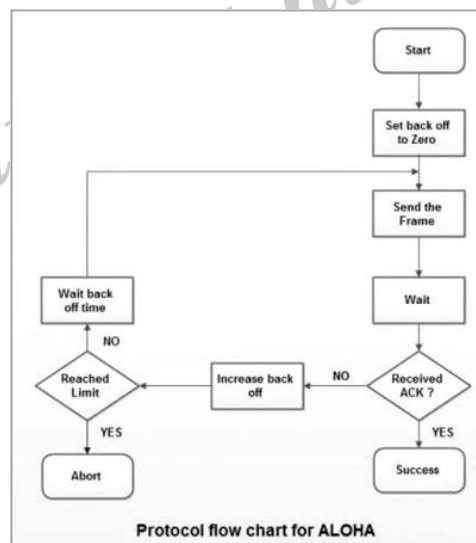 Start
Set back off
to Zero
Send the
Frame
Wait
Received
ACK ?
YES
Success
NO
Increase back
off
Reached
Limit
NO
Wait back
off time
YES
Abort
Protocol flow chart for ALOHA